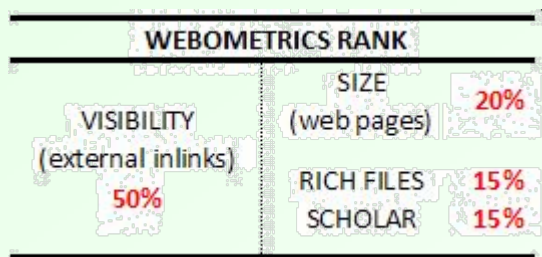 WEBOMETRICS RANK
VISIBILITY
(external inlinks)
50%
SIZE
(web pages)
20%
RICH FILES 15%
SCHOLAR 15%